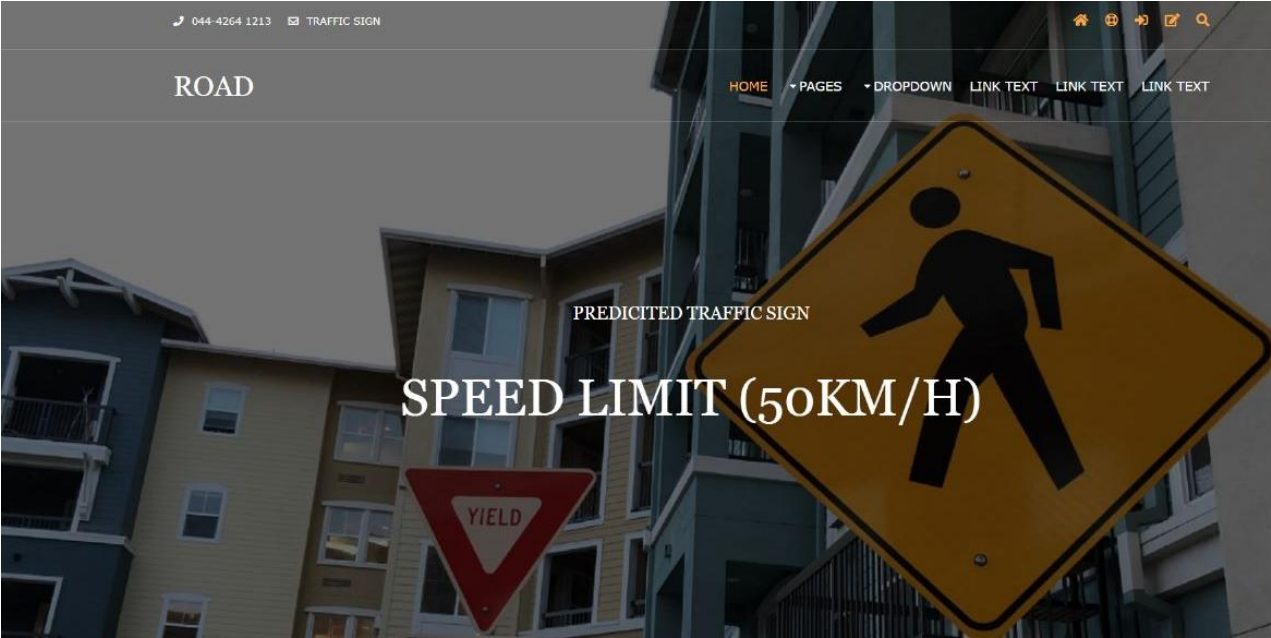 044-4264 1213 TRAFFIC SIGN
ROAD
HOME PAGES DROPDOWN LINK TEXT LINK TEXT LINK TEXT
PREDICITED TRAFFIC SIGN
SPEED LIMIT (50KM/H)
YIELD